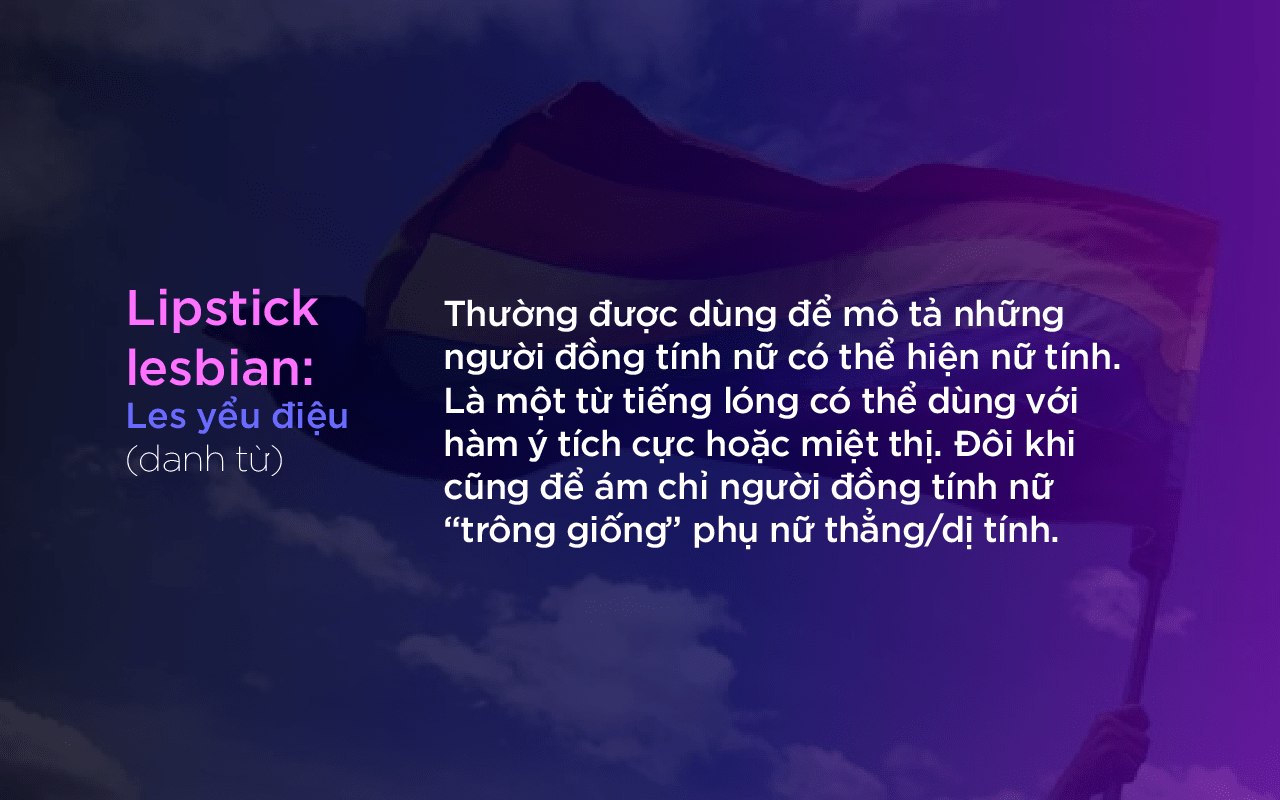 Lipstick
lesbian:
Les yểu điệu
(danh từ)
Thường được dùng để mô tả những
người đồng tính nữ có thể hiện nữ tính.
Là một từ tiếng lóng có thể dùng với
hàm ý tích cực hoặc miệt thị. Đôi khi
cũng để ám chỉ người đồng tính nữ
“trông giống” phụ nữ thẳng/dị tính.